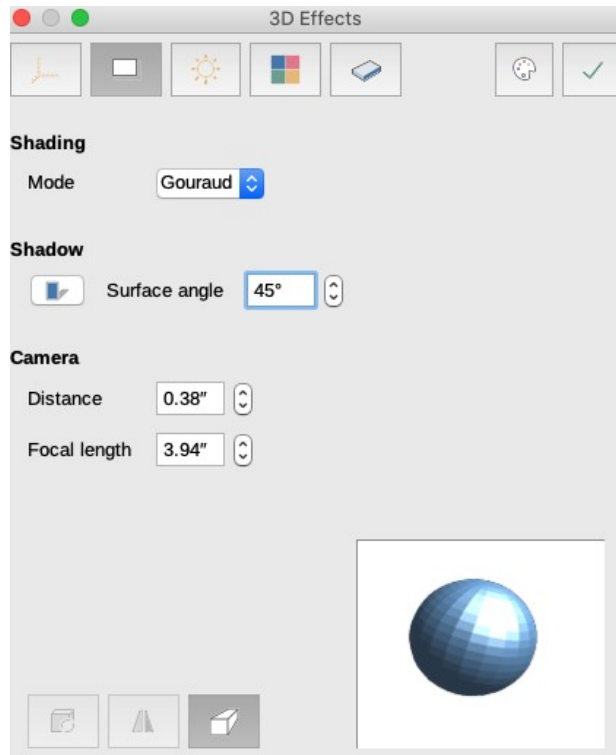 3D Effects
Shading
Mode Gouraud
Shadow
Surface angle 45°
Camera
Distance 0.38″
Focal length 3.94″